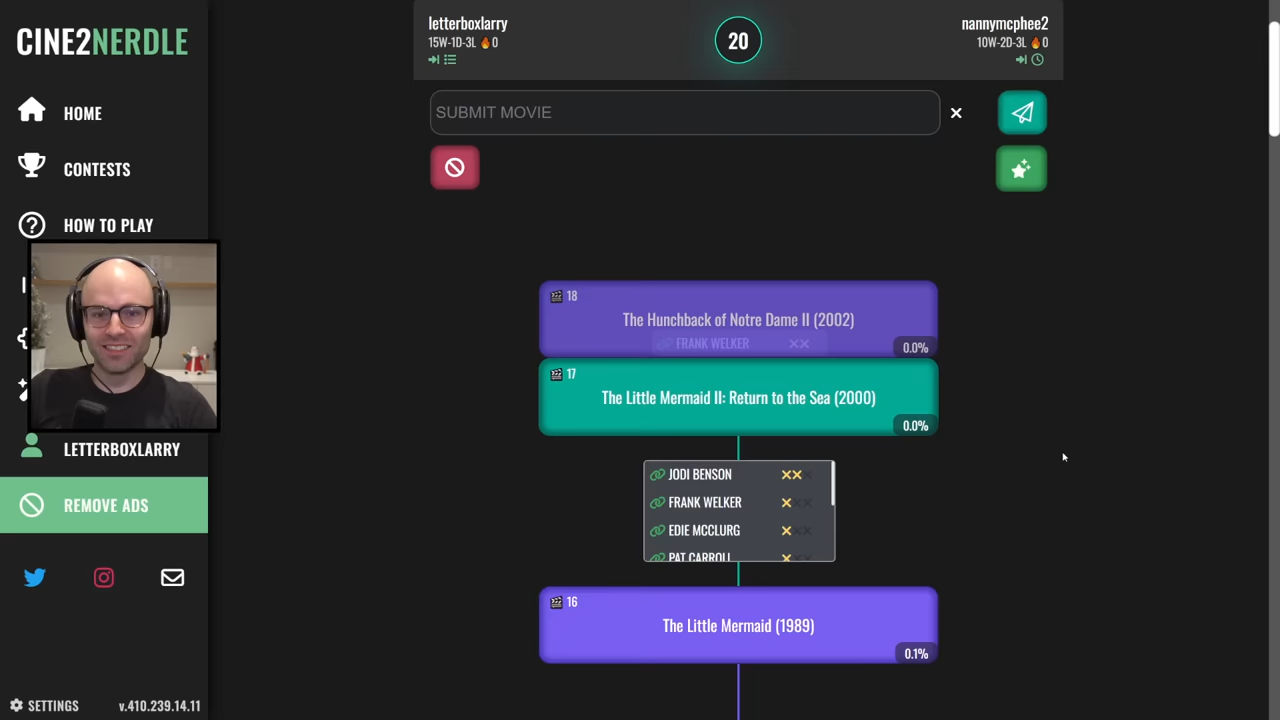 CINE2NERDLE
HOME
CONTESTS
HOW TO PLAY
LETTERBOXLARRY
REMOVE ADS
SETTINGS
v.410.239.14.11
letterboxlarry
15W-1D-3L 🔥0
20
nannymcphee2
10W-2D-3L 🔥0
SUBMIT MOVIE
18
The Hunchback of Notre Dame II (2002)
FRANK WELKER
0.0%
17
The Little Mermaid II: Return to the Sea (2000)
0.0%
JODI BENSON
FRANK WELKER
EDIE MCCLURG
PAT CARROLL
16
The Little Mermaid (1989)
0.1%